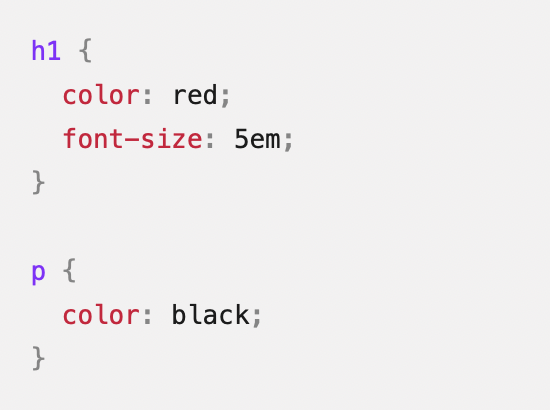 h1 {
  color: red;
  font-size: 5em;
}

p {
  color: black;
}